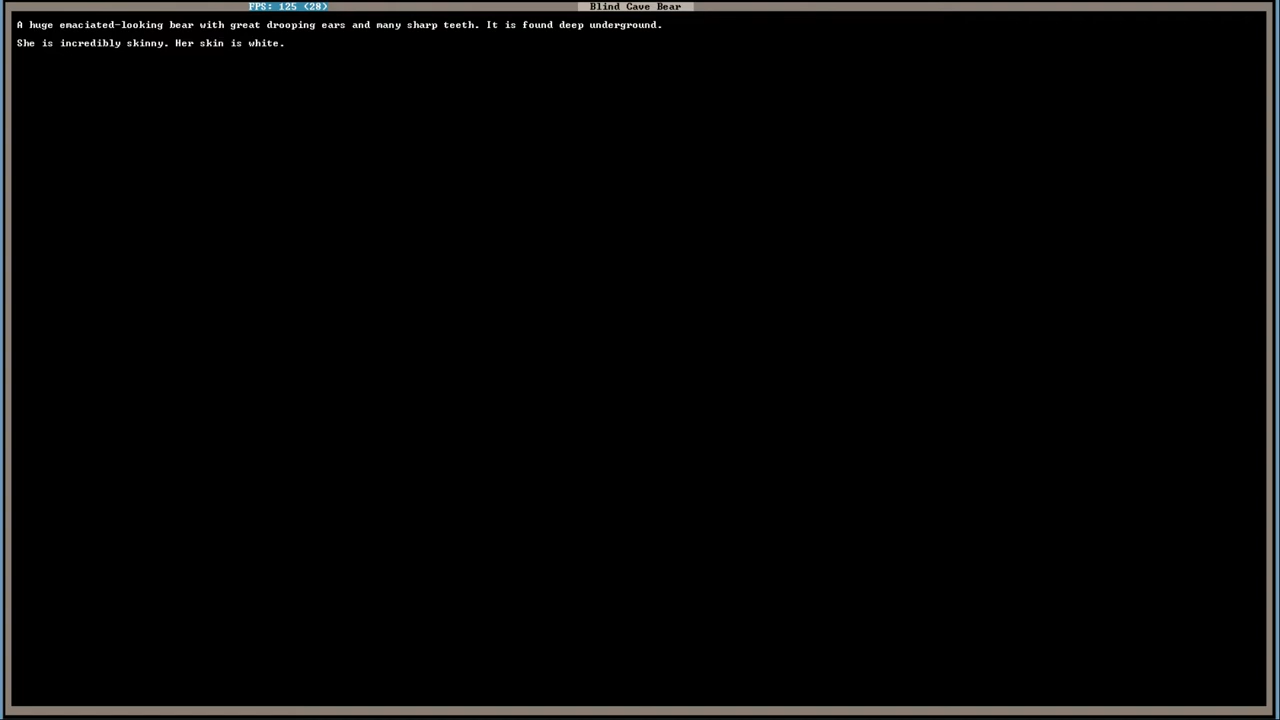 FPS: 125 (28) Blind Cave Bear
A huge emaciated-looking bear with great drooping ears and many sharp teeth. It is found deep underground.
She is incredibly skinny. Her skin is white.